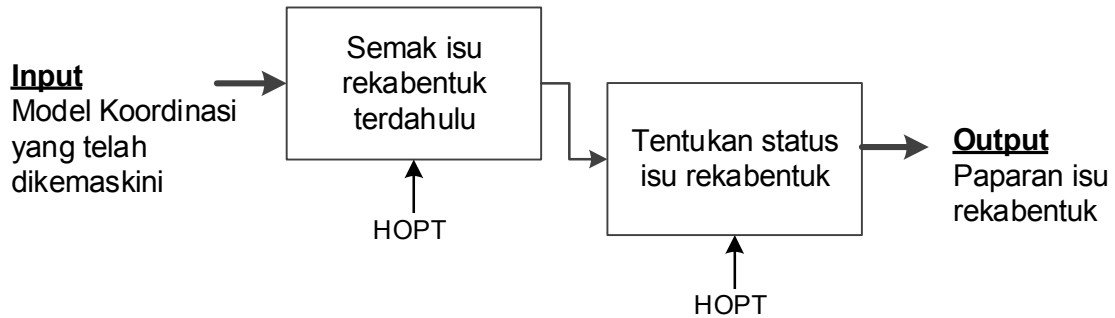 Input
Model Koordinasi
yang telah
dikemaskini
Semak isu
rekabentuk
terdahulu
HOPT
Tentukan status
isu rekabentuk
HOPT
Output
Paparan isu
rekabentuk